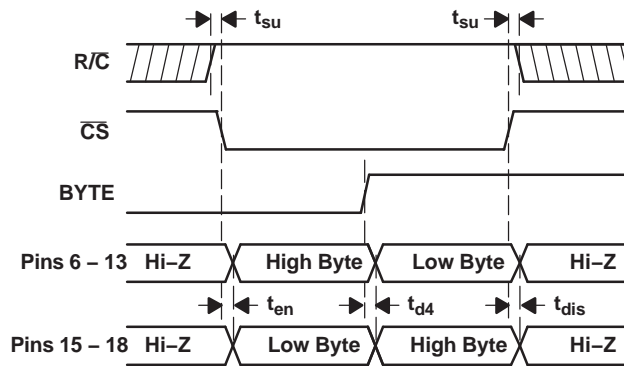 tsu tsu
R/C̅
C̅S̅
BYTE
Pins 6 – 13 Hi–Z High Byte Low Byte Hi–Z
ten td4 tdis
Pins 15 – 18 Hi–Z Low Byte High Byte Hi–Z